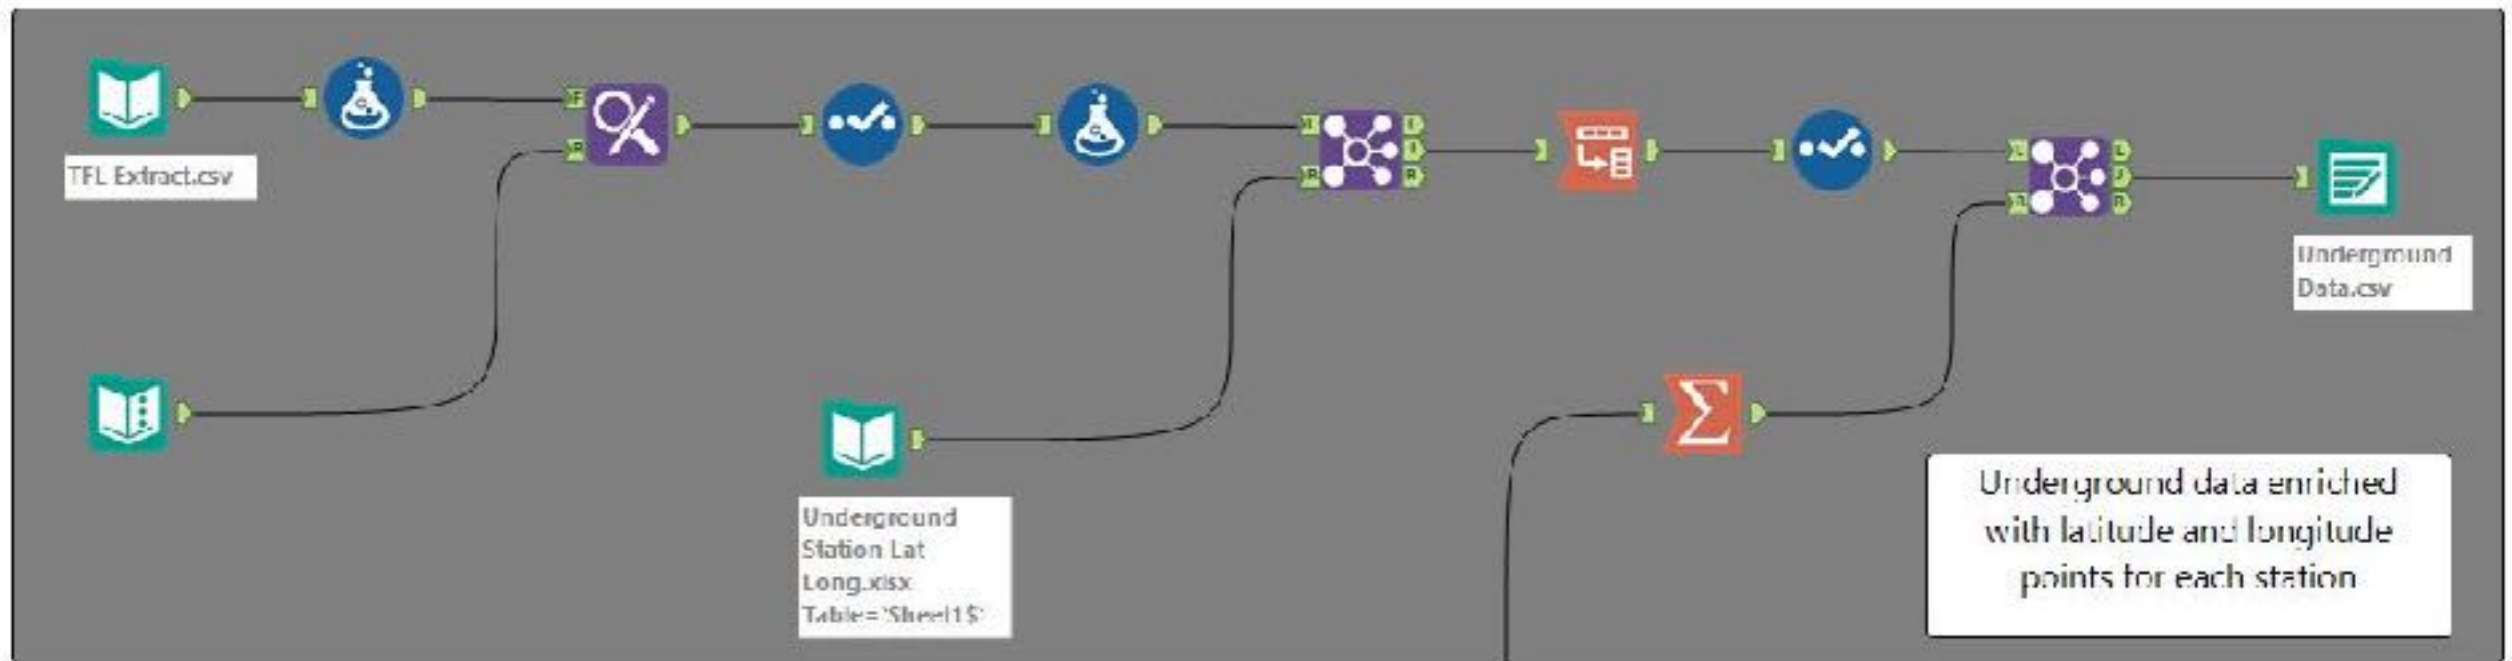 TFL Extract.csv
Underground
Data.csv
Underground
Station Lat
Long.xlsx
Table=`Sheet1$`
Underground data enriched
with latitude and longitude
points for each station
F
R
L
J
R
L
R
L
J
R
L
R